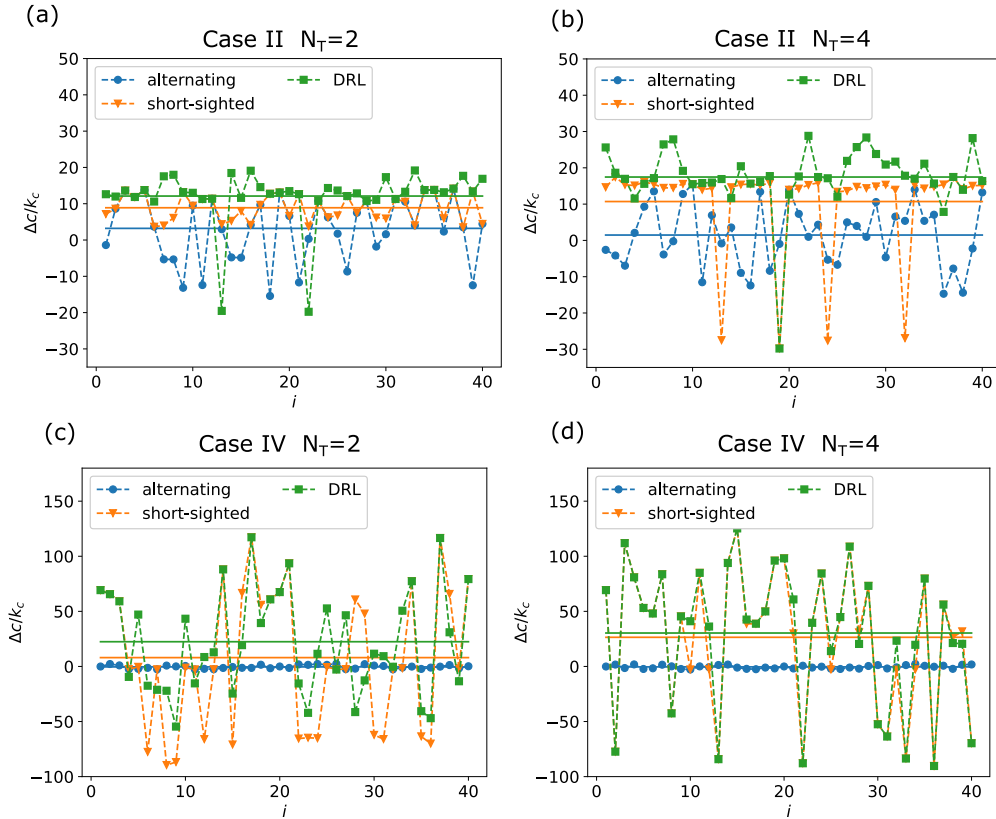 (a)
Case II N_T=2
alternating
short-sighted
DRL
50
40
30
20
10
0
−10
−20
−30
Δc/k_c
0
10
20
30
40
i
(b)
Case II N_T=4
alternating
short-sighted
DRL
50
40
30
20
10
0
−10
−20
−30
Δc/k_c
0
10
20
30
40
i
(c)
Case IV N_T=2
alternating
short-sighted
DRL
150
100
50
0
−50
−100
Δc/k_c
0
10
20
30
40
i
(d)
Case IV N_T=4
alternating
short-sighted
DRL
150
100
50
0
−50
−100
Δc/k_c
0
10
20
30
40
i